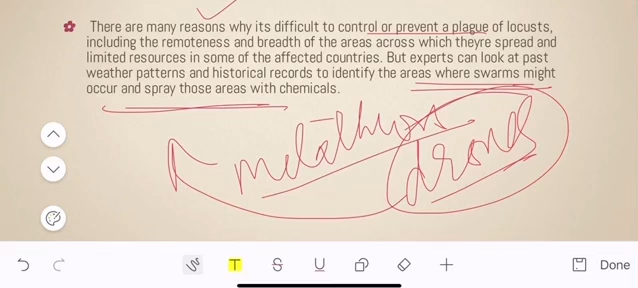 There are many reasons why its difficult to control or prevent a plague of locusts,
including the remoteness and breadth of the areas across which theyre spread and
limited resources in some of the affected countries. But experts can look at past
weather patterns and historical records to identify the areas where swarms might
occur and spray those areas with chemicals.
drones
T S U Done